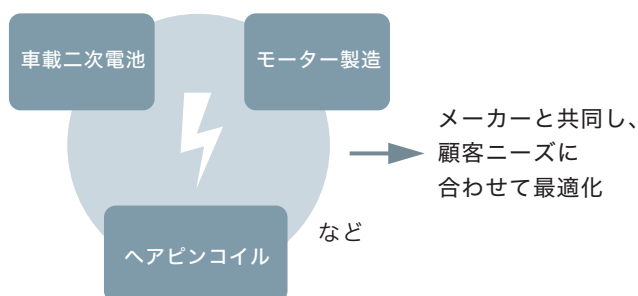 車載二次電池
モーター製造
ヘアピンコイル
など
メーカーと共同し、
顧客ニーズに
合わせて最適化